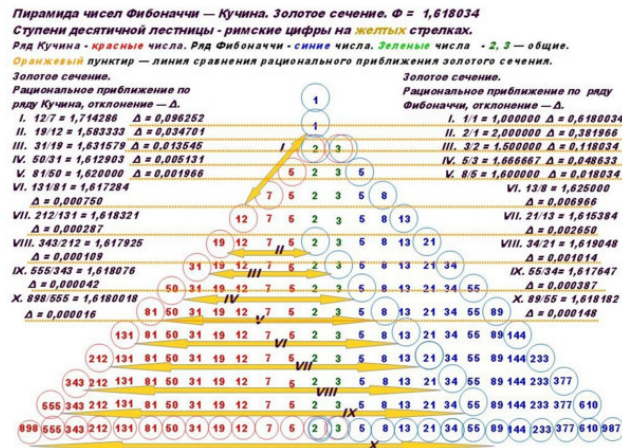 Пирамида чисел Фибоначчи — Кучина. Золотое сечение. Ф = 1,618034
Ступени десятичной лестницы - римские цифры на желтых стрелках.
Ряд Кучина - красные числа. Ряд Фибоначчи - синие числа. Зеленые числа - 2, 3 — общие.
Оранжевый пунктир — линия сравнения рационального приближения золотого сечения.
Золотое сечение.
Рациональное приближение по
ряду Кучина, отклонение — Δ.
I. 12/7 = 1,714286 Δ = 0,096252
II. 19/12 = 1,583333 Δ = 0,034701
III. 31/19 = 1,631579 Δ = 0,013545
IV. 50/31 = 1,612903 Δ = 0,005131
V. 81/50 = 1,620000 Δ = 0,001966
VI. 131/81 = 1,617284
Δ = 0,000750
VII. 212/131 = 1,618321
Δ = 0,000287
VIII. 343/212 = 1,617925
Δ = 0,000109
IX. 555/343 = 1,618076
Δ = 0,000042
X. 898/555 = 1,6180018
Δ = 0,000016
Золотое сечение.
Рациональное приближение по ряду
Фибоначчи, отклонение — Δ.
I. 1/1 = 1,000000 Δ = 0,6180034
II. 2/1 = 2,000000 Δ = 0,381966
III. 3/2 = 1.500000 Δ = 0,118034
IV. 5/3 = 1,666667 Δ = 0,048633
V. 8/5 = 1,600000 Δ = 0,018034
VI. 13/8 = 1,625000
Δ = 0,006966
VII. 21/13 = 1,615384
Δ = 0,002650
VIII. 34/21 = 1,619048
Δ = 0,001014
IX. 55/34 = 1,617647
Δ = 0,000387
X. 89/55 = 1,618182
Δ = 0,000148
1
1
I 2 3
5 2 3 5
7 5 2 3 5 8
12 7 5 2 3 5 8 13
19 12 7 5 2 3 5 8 13 21
II
31 19 12 7 5 2 3 5 8 13 21 34
III
50 31 19 12 7 5 2 3 5 8 13 21 34 55
IV
81 50 31 19 12 7 5 2 3 5 8 13 21 34 55 89
V
131 81 50 31 19 12 7 5 2 3 5 8 13 21 34 55 89 144
VI
212 131 81 50 31 19 12 7 5 2 3 5 8 13 21 34 55 89 144 233
VII
343 212 131 81 50 31 19 12 7 5 2 3 5 8 13 21 34 55 89 144 233 377
VIII
555 343 212 131 81 50 31 19 12 7 5 2 3 5 8 13 21 34 55 89 144 233 377 610
IX
898 555 343 212 131 81 50 31 19 12 7 5 2 3 5 8 13 21 34 55 89 144 233 377 610 987
X